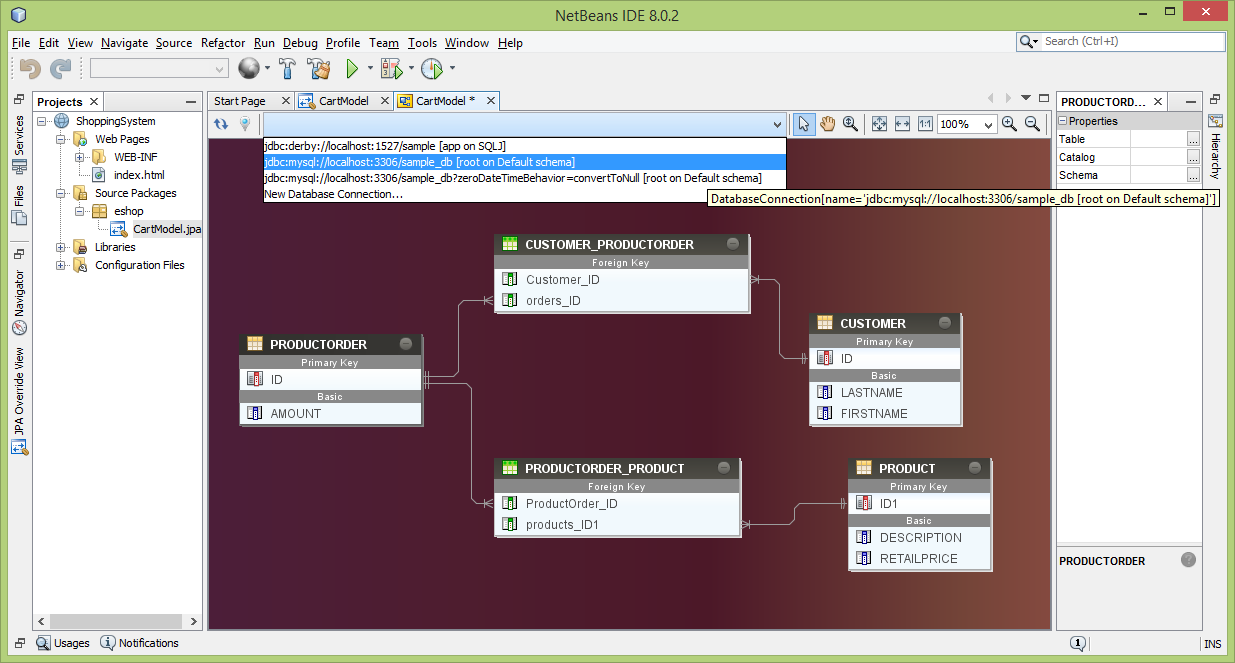 NetBeans IDE 8.0.2
File Edit View Navigate Source Refactor Run Debug Profile Team Tools Window Help
Search (Ctrl+I)
Services
Files
Navigator
JPA Override View
Projects
ShoppingSystem
Web Pages
WEB-INF
index.html
Source Packages
eshop
CartModel.jpa
Libraries
Configuration Files
Start Page CartModel CartModel *
1:1 100%
jdbc:derby://localhost:1527/sample [app on SQLJ]
jdbc:mysql://localhost:3306/sample_db [root on Default schema]
jdbc:mysql://localhost:3306/sample_db?zeroDateTimeBehavior=convertToNull [root on Default schema]
New Database Connection...
DatabaseConnection[name='jdbc:mysql://localhost:3306/sample_db [root on Default schema]']
CUSTOMER_PRODUCTORDER
Foreign Key
Customer_ID
orders_ID
PRODUCTORDER
Primary Key
ID
Basic
AMOUNT
CUSTOMER
Primary Key
ID
Basic
LASTNAME
FIRSTNAME
PRODUCTORDER_PRODUCT
Foreign Key
ProductOrder_ID
products_ID1
PRODUCT
Primary Key
ID1
Basic
DESCRIPTION
RETAILPRICE
PRODUCTORD...
Properties
Table ...
Catalog ...
Schema ...
PRODUCTORDER
Hierarchy
Usages Notifications
1 INS